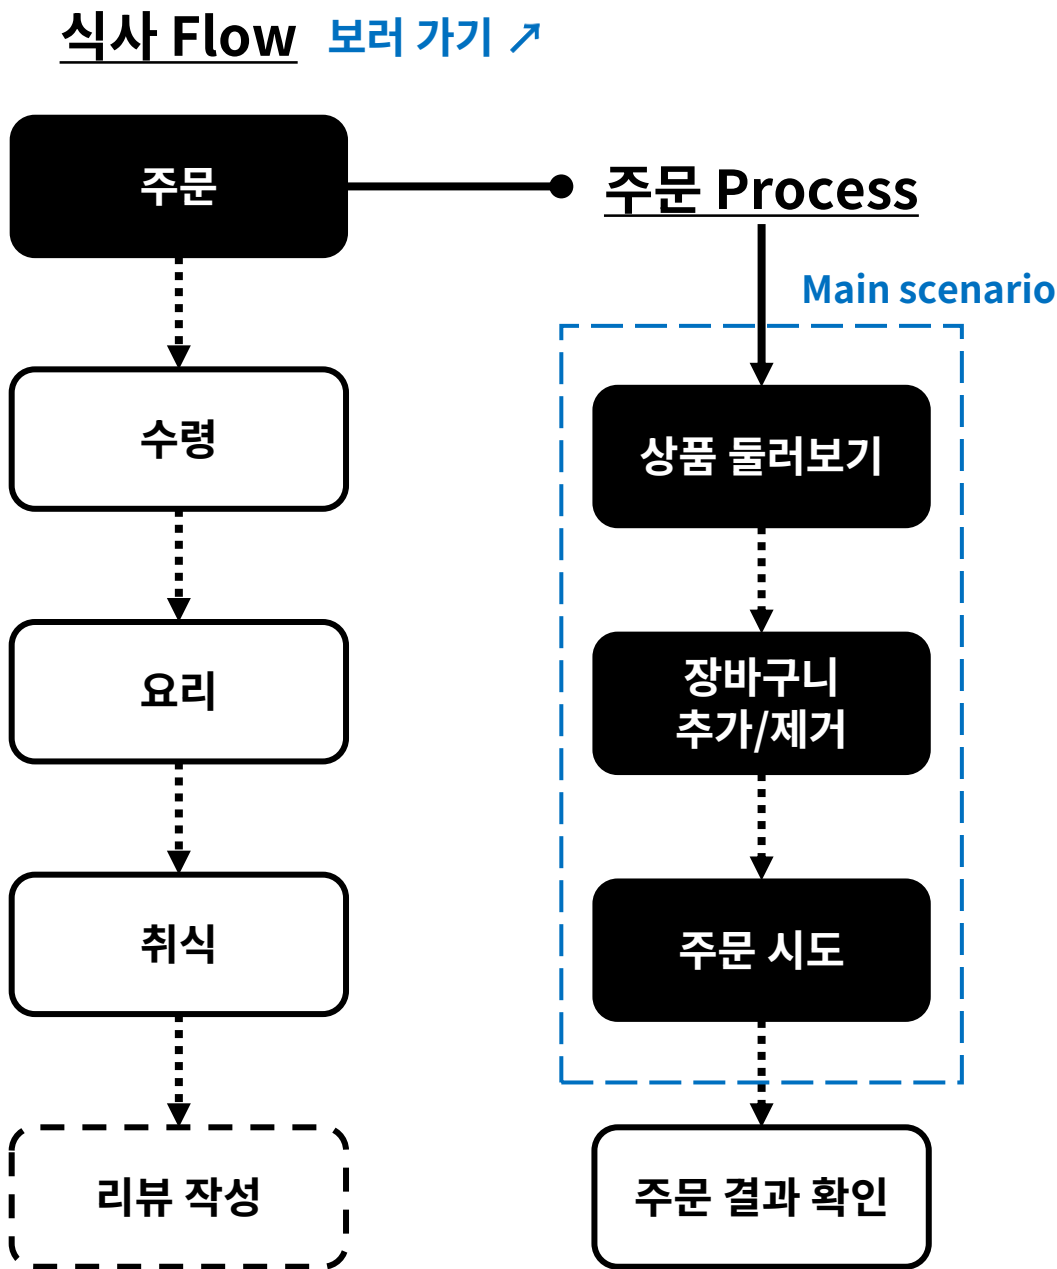 식사 Flow 보러 가기 ↗
주문
수령
요리
취식
리뷰 작성
주문 Process
Main scenario
상품 둘러보기
장바구니
추가/제거
주문 시도
주문 결과 확인